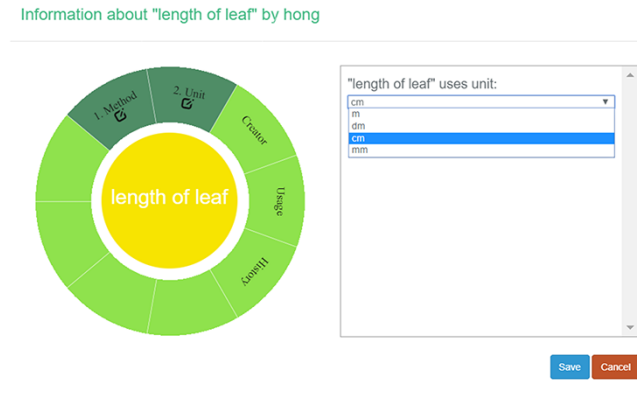 Information about "length of leaf" by hong
1. Method
2. Unit
Creator
Usage
History
length of leaf
"length of leaf" uses unit:
cm
m
dm
cm
mm
Save
Cancel